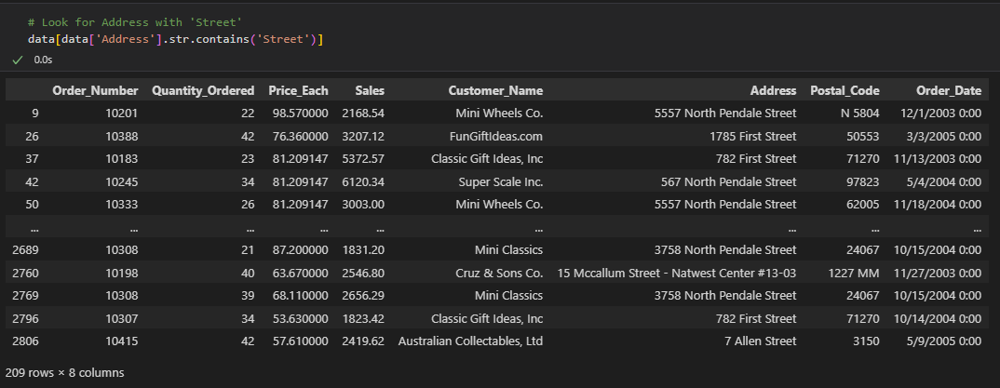 # Look for Address with 'Street'
data[data['Address'].str.contains('Street')]
0.0s
Order_Number Quantity_Ordered Price_Each Sales Customer_Name Address Postal_Code Order_Date
9 10201 22 98.570000 2168.54 Mini Wheels Co. 5557 North Pendale Street N 5804 12/1/2003 0:00
26 10388 42 76.360000 3207.12 FunGiftIdeas.com 1785 First Street 50553 3/3/2005 0:00
37 10183 23 81.209147 5372.57 Classic Gift Ideas, Inc 782 First Street 71270 11/13/2003 0:00
42 10245 34 81.209147 6120.34 Super Scale Inc. 567 North Pendale Street 97823 5/4/2004 0:00
50 10333 26 81.209147 3003.00 Mini Wheels Co. 5557 North Pendale Street 62005 11/18/2004 0:00
... ... ... ... ... ... ... ... ...
2689 10308 21 87.200000 1831.20 Mini Classics 3758 North Pendale Street 24067 10/15/2004 0:00
2760 10198 40 63.670000 2546.80 Cruz & Sons Co. 15 Mccallum Street - Natwest Center #13-03 1227 MM 11/27/2003 0:00
2769 10308 39 68.110000 2656.29 Mini Classics 3758 North Pendale Street 24067 10/15/2004 0:00
2796 10307 34 53.630000 1823.42 Classic Gift Ideas, Inc 782 First Street 71270 10/14/2004 0:00
2806 10415 42 57.610000 2419.62 Australian Collectables, Ltd 7 Allen Street 3150 5/9/2005 0:00
209 rows × 8 columns